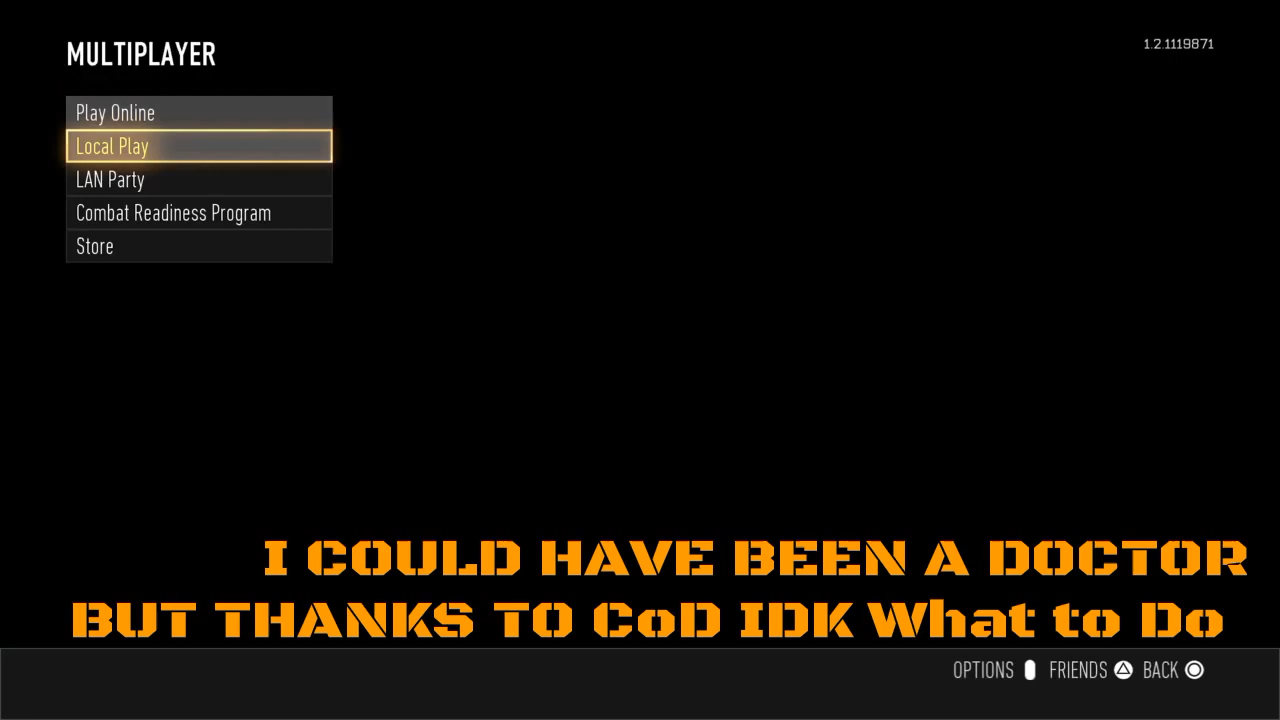 MULTIPLAYER
1.2.1119871
Play Online
Local Play
LAN Party
Combat Readiness Program
Store
I COULD HAVE BEEN A DOCTOR
BUT THANKS TO CoD IDK What to Do
OPTIONS FRIENDS BACK